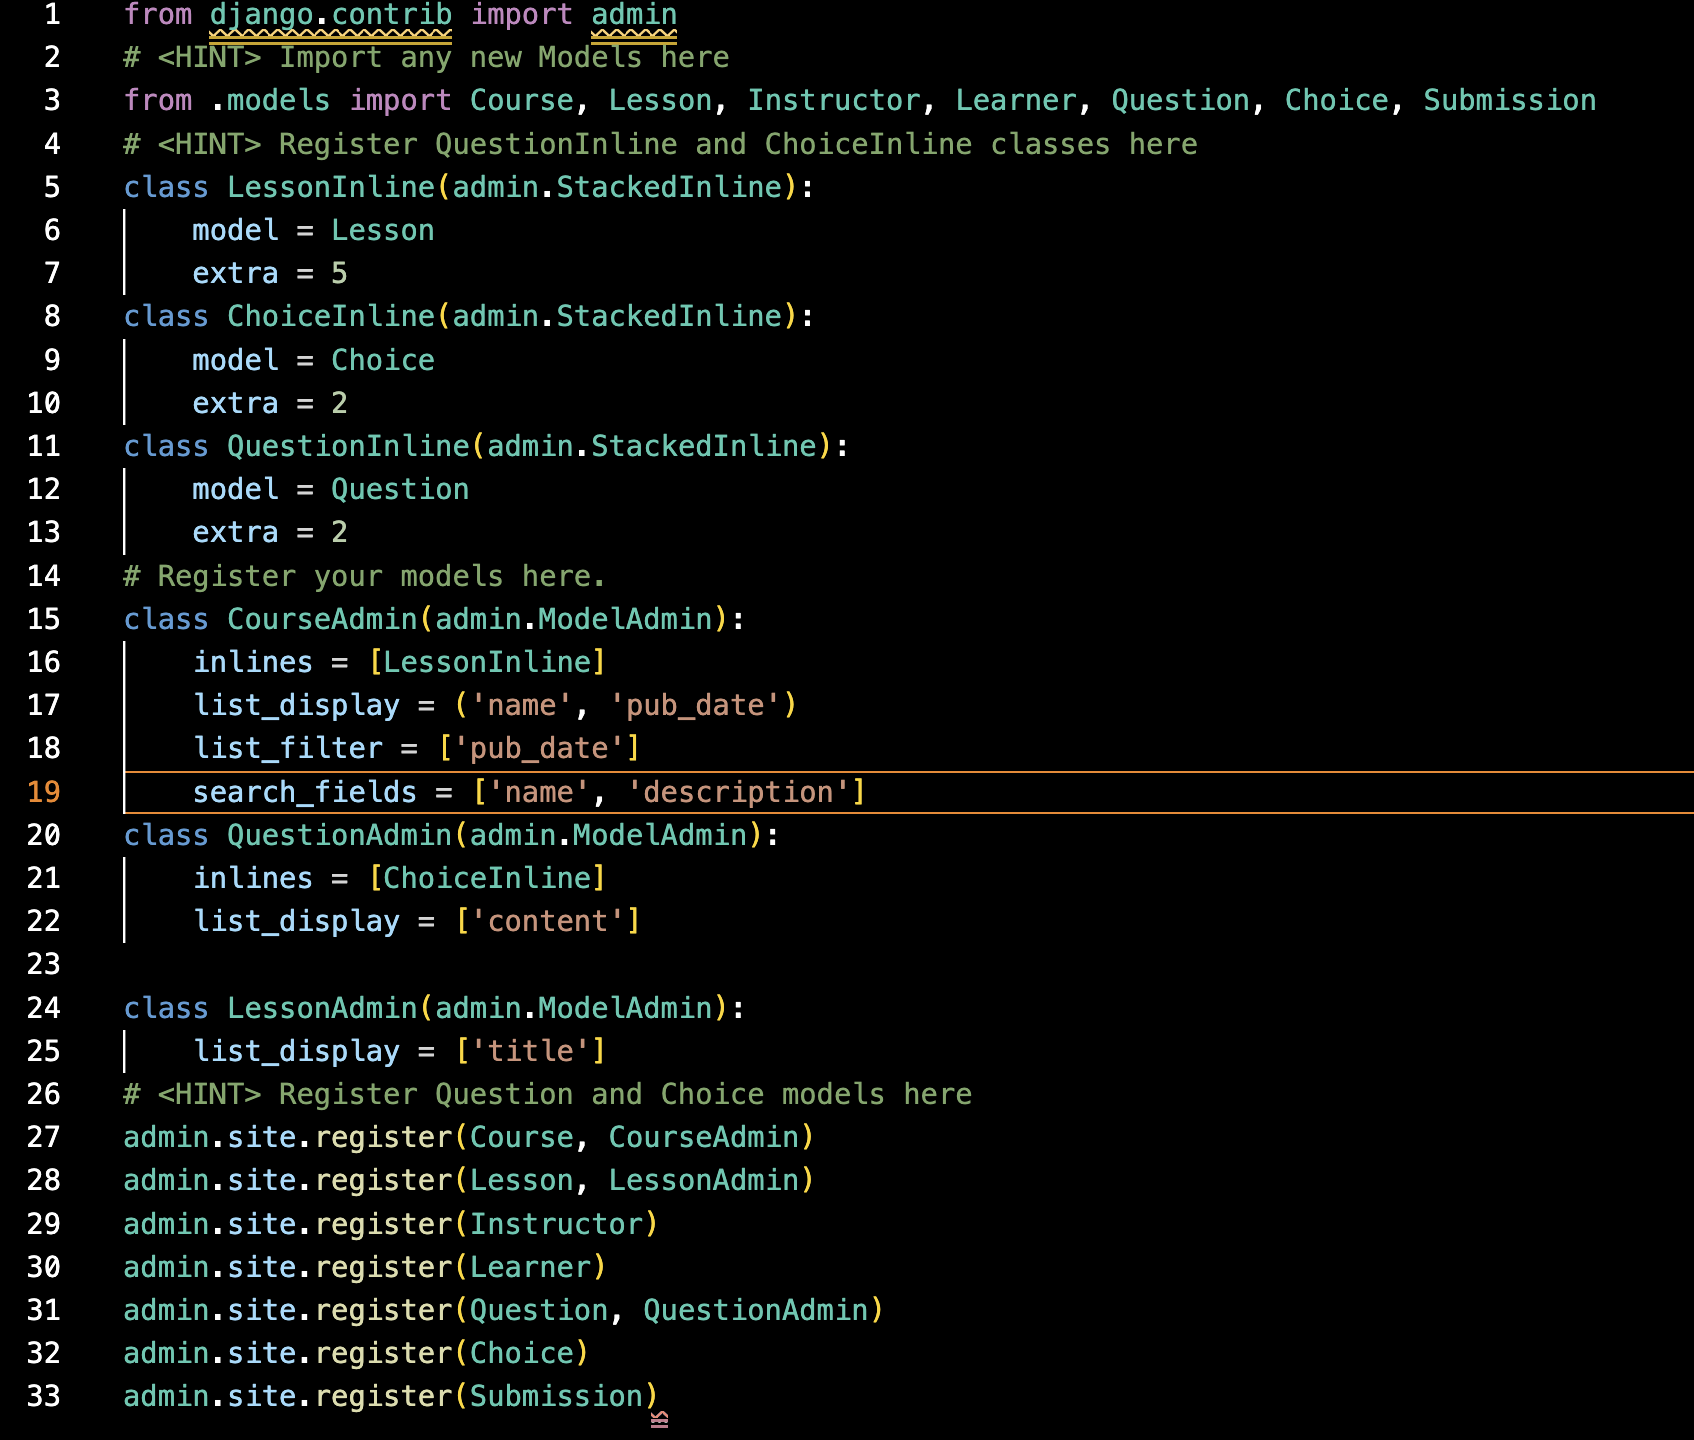 1 from django.contrib import admin
2 # <HINT> Import any new Models here
3 from .models import Course, Lesson, Instructor, Learner, Question, Choice, Submission
4 # <HINT> Register QuestionInline and ChoiceInline classes here
5 class LessonInline(admin.StackedInline):
6     model = Lesson
7     extra = 5
8 class ChoiceInline(admin.StackedInline):
9     model = Choice
10     extra = 2
11 class QuestionInline(admin.StackedInline):
12     model = Question
13     extra = 2
14 # Register your models here.
15 class CourseAdmin(admin.ModelAdmin):
16     inlines = [LessonInline]
17     list_display = ('name', 'pub_date')
18     list_filter = ['pub_date']
19     search_fields = ['name', 'description']
20 class QuestionAdmin(admin.ModelAdmin):
21     inlines = [ChoiceInline]
22     list_display = ['content']
23
24 class LessonAdmin(admin.ModelAdmin):
25     list_display = ['title']
26 # <HINT> Register Question and Choice models here
27 admin.site.register(Course, CourseAdmin)
28 admin.site.register(Lesson, LessonAdmin)
29 admin.site.register(Instructor)
30 admin.site.register(Learner)
31 admin.site.register(Question, QuestionAdmin)
32 admin.site.register(Choice)
33 admin.site.register(Submission)